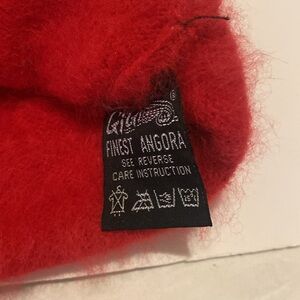 FINEST ANGORA
SEE REVERSE
CARE INSTRUCTION